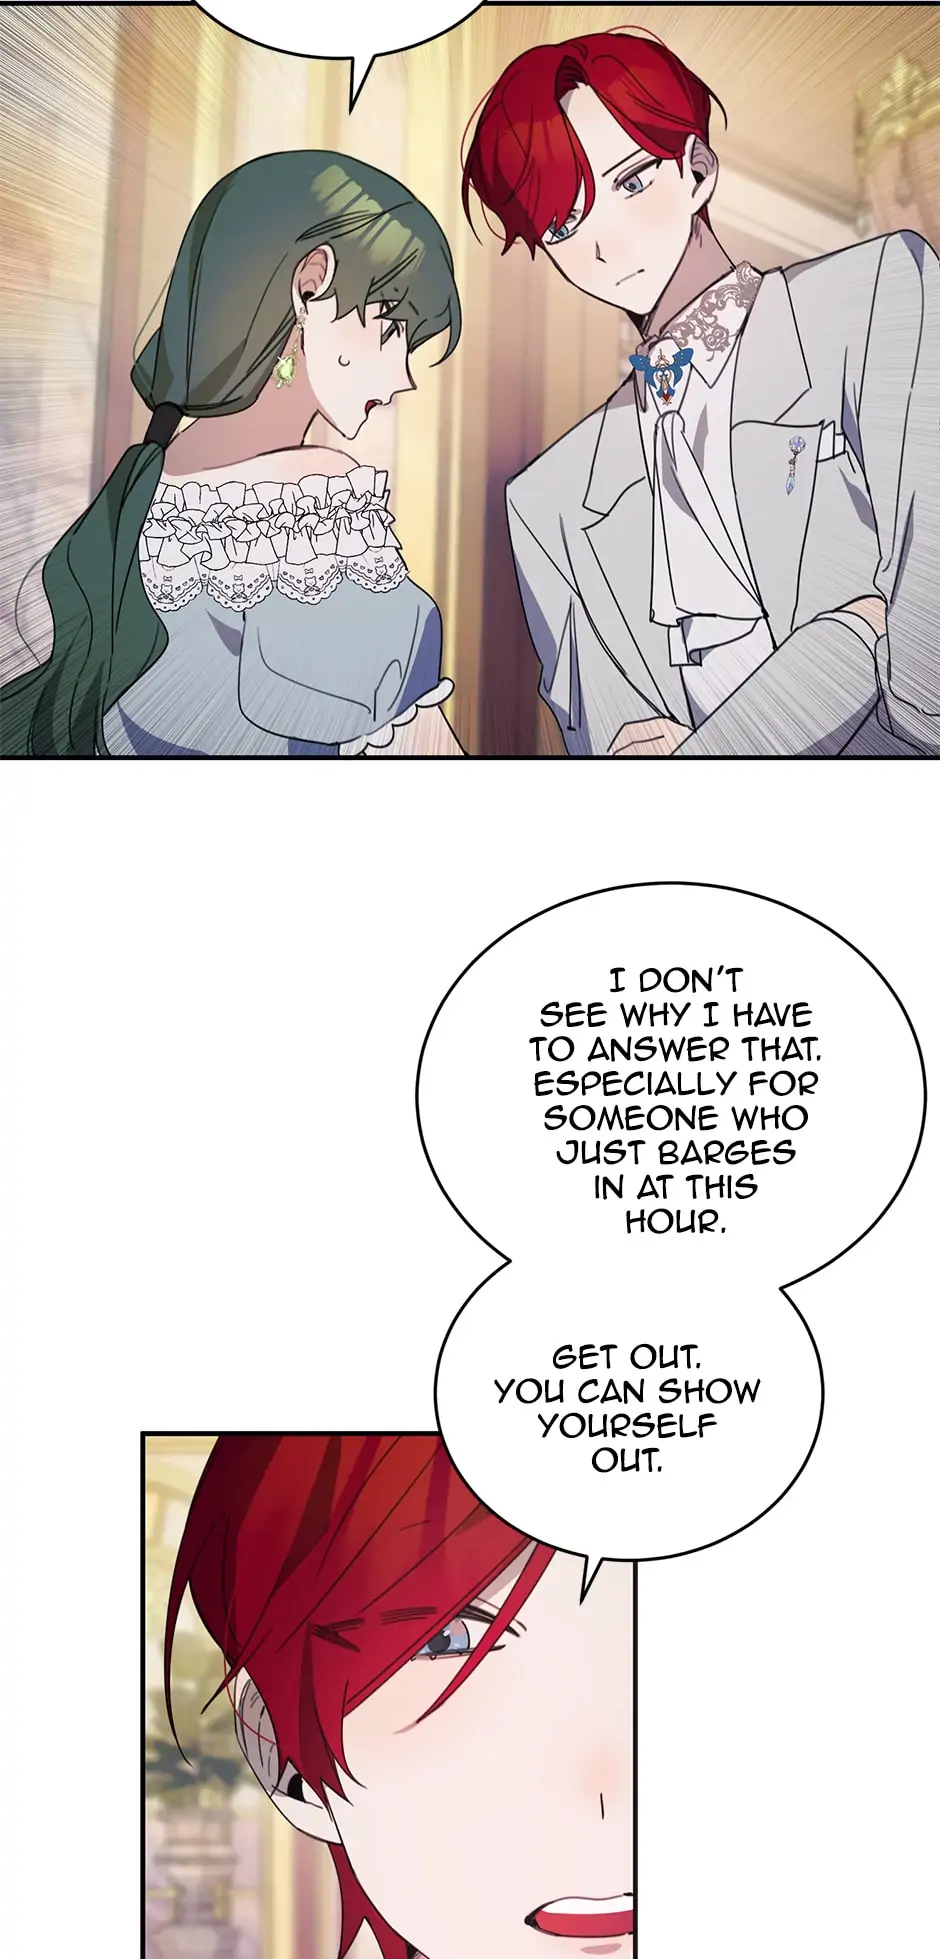 I DON'T
SEE WHY I HAVE
TO ANSWER THAT.
ESPECIALLY FOR
SOMEONE WHO
JUST BARGES
IN AT THIS
HOUR.
GET OUT.
YOU CAN SHOW
YOURSELF
OUT.